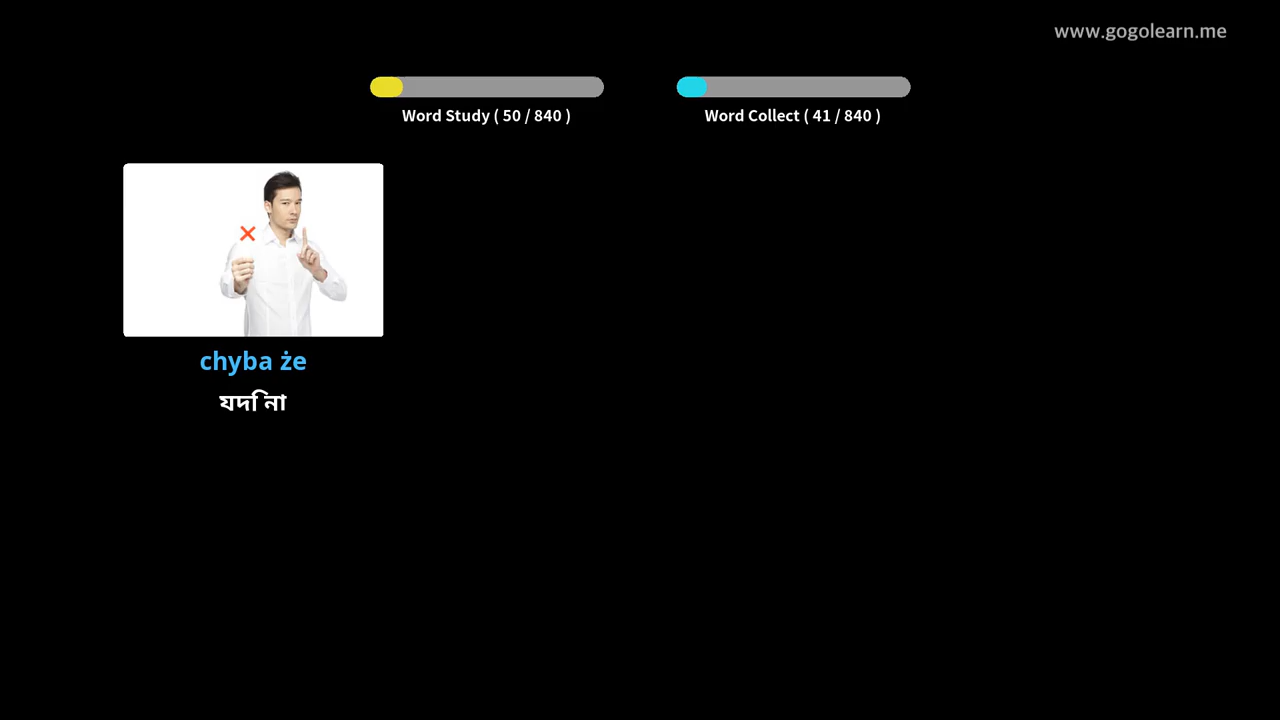 www.gogolearn.me
Word Study ( 50 / 840 )
Word Collect ( 41 / 840 )
chyba że
যদি না